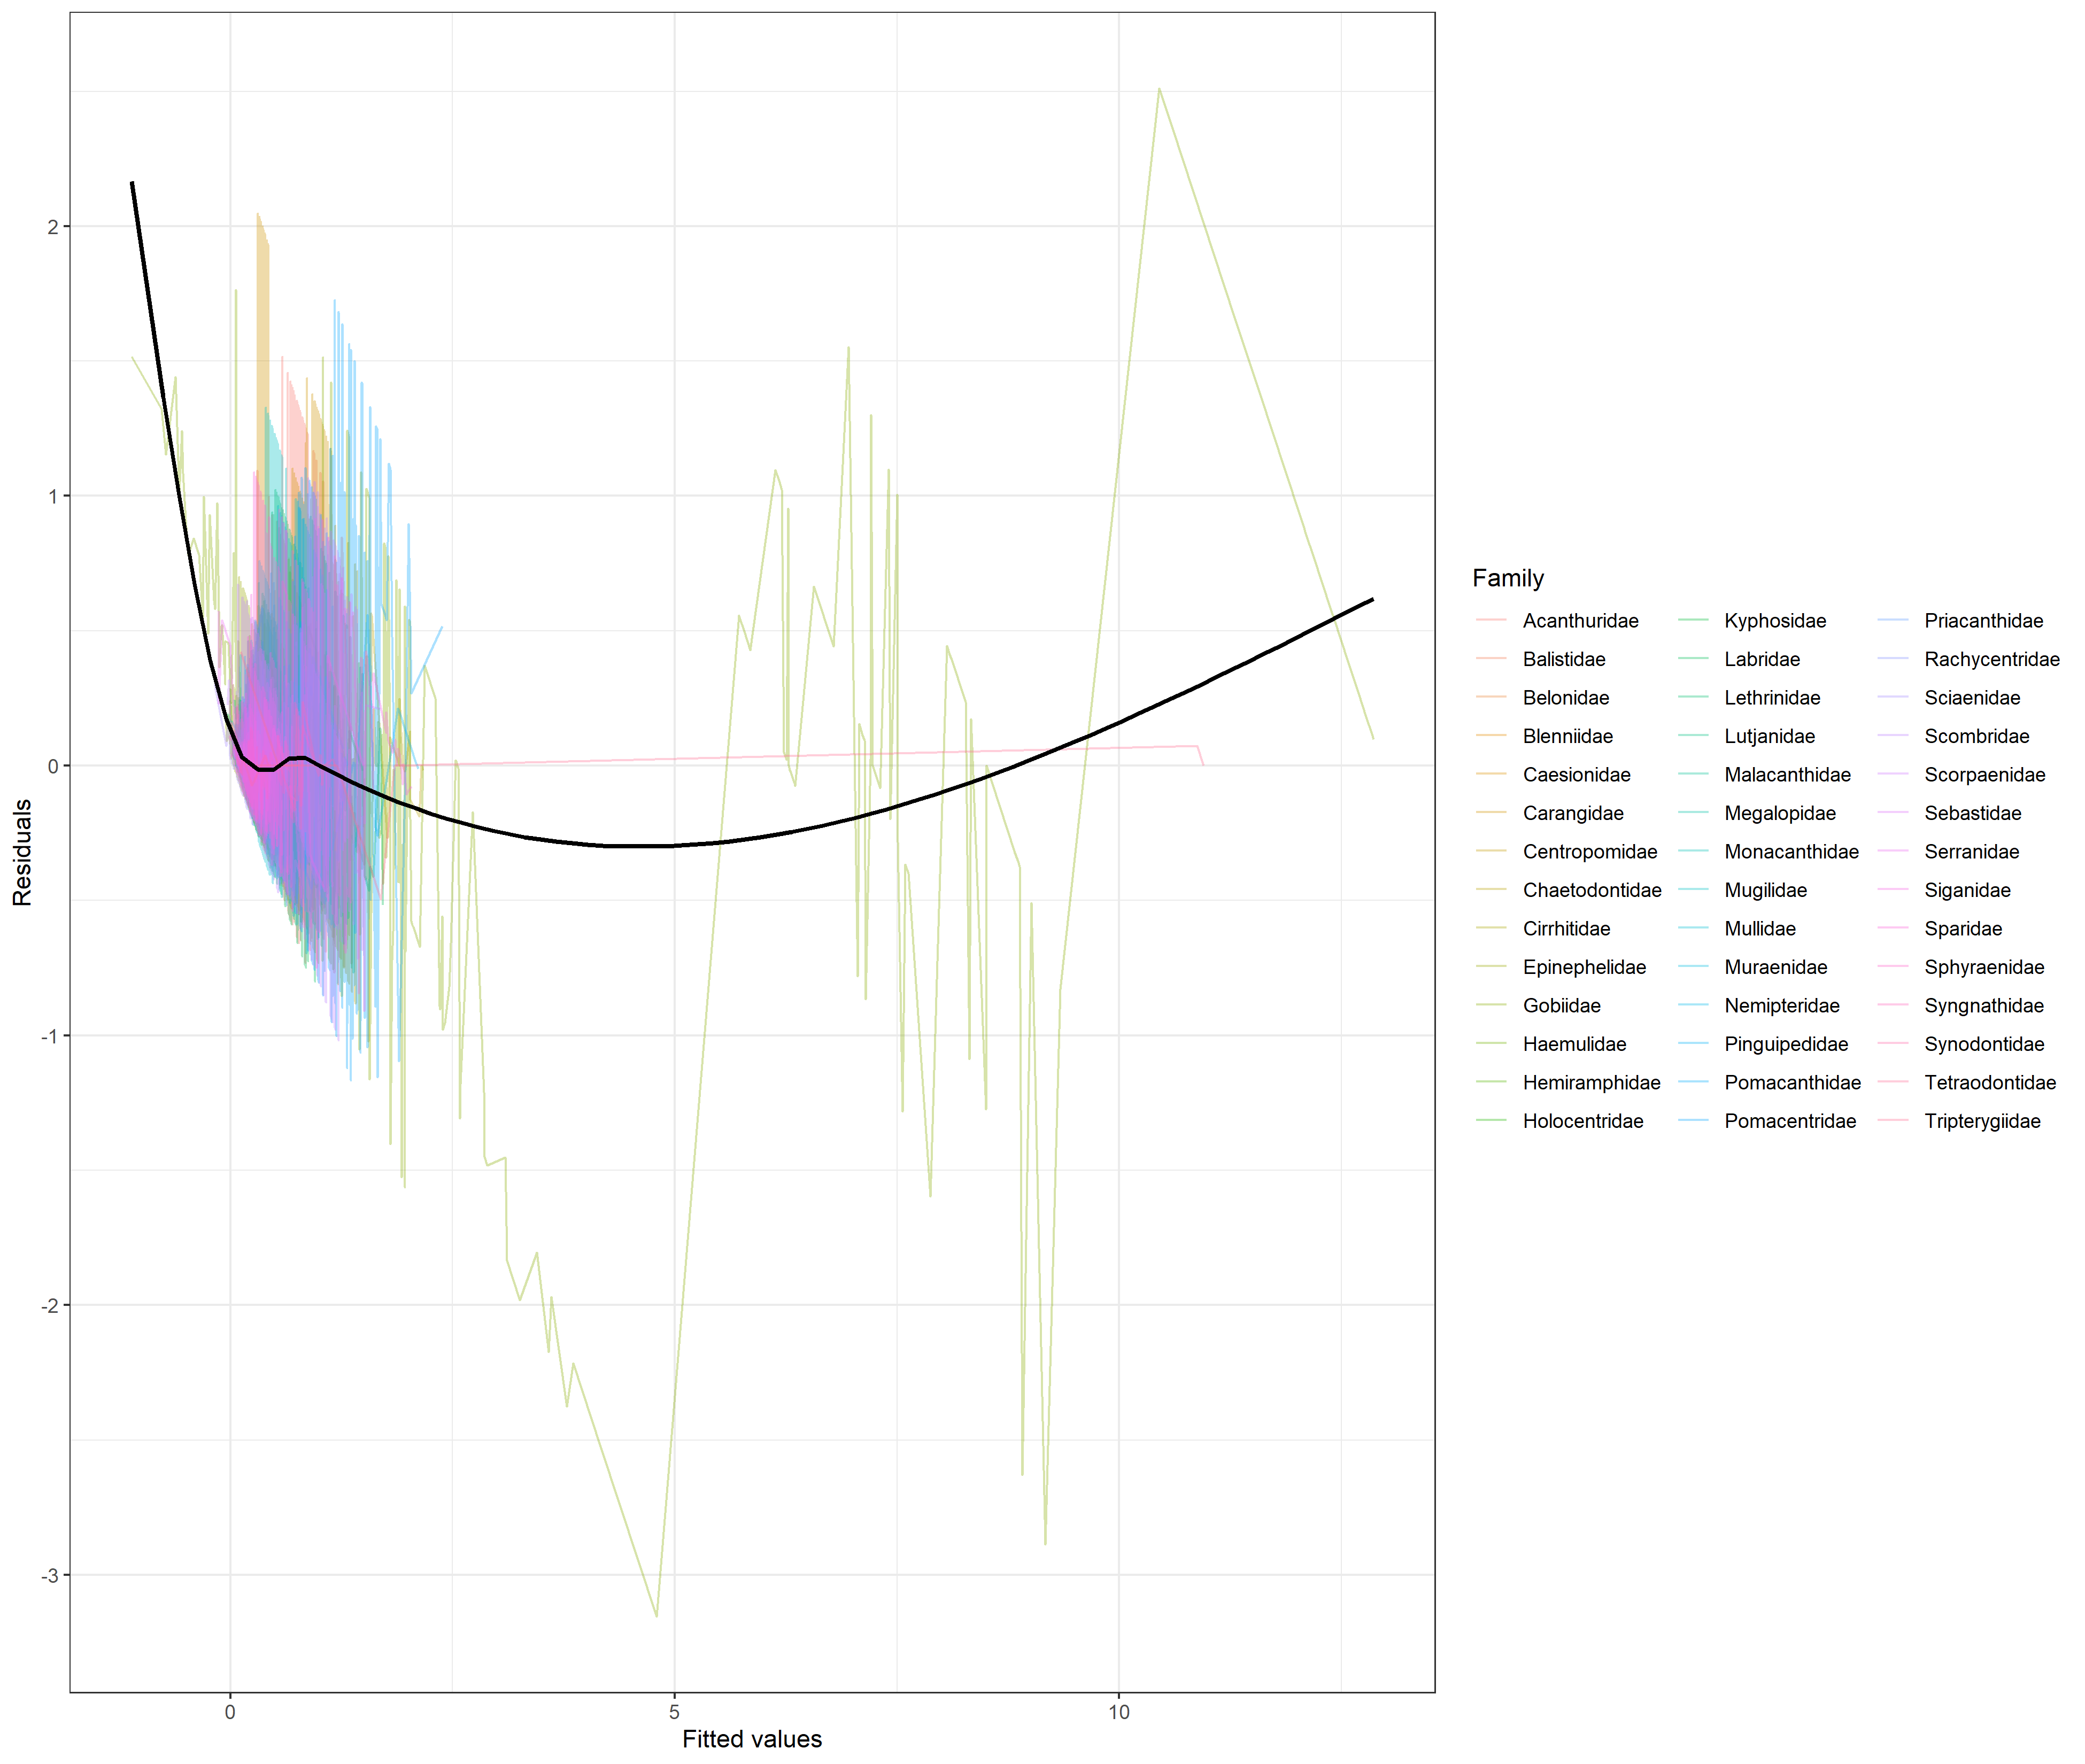 2
1
0
-1
-2
-3
Residuals
0 5 10
Fitted values
Family
Acanthuridae Kyphosidae Priacanthidae
Balistidae Labridae Rachycentridae
Belonidae Lethrinidae Sciaenidae
Blenniidae Lutjanidae Scombridae
Caesionidae Malacanthidae Scorpaenidae
Carangidae Megalopidae Sebastidae
Centropomidae Monacanthidae Serranidae
Chaetodontidae Mugilidae Siganidae
Cirrhitidae Mullidae Sparidae
Epinephelidae Muraenidae Sphyraenidae
Gobiidae Nemipteridae Syngnathidae
Haemulidae Pinguipedidae Synodontidae
Hemiramphidae Pomacanthidae Tetraodontidae
Holocentridae Pomacentridae Tripterygiidae